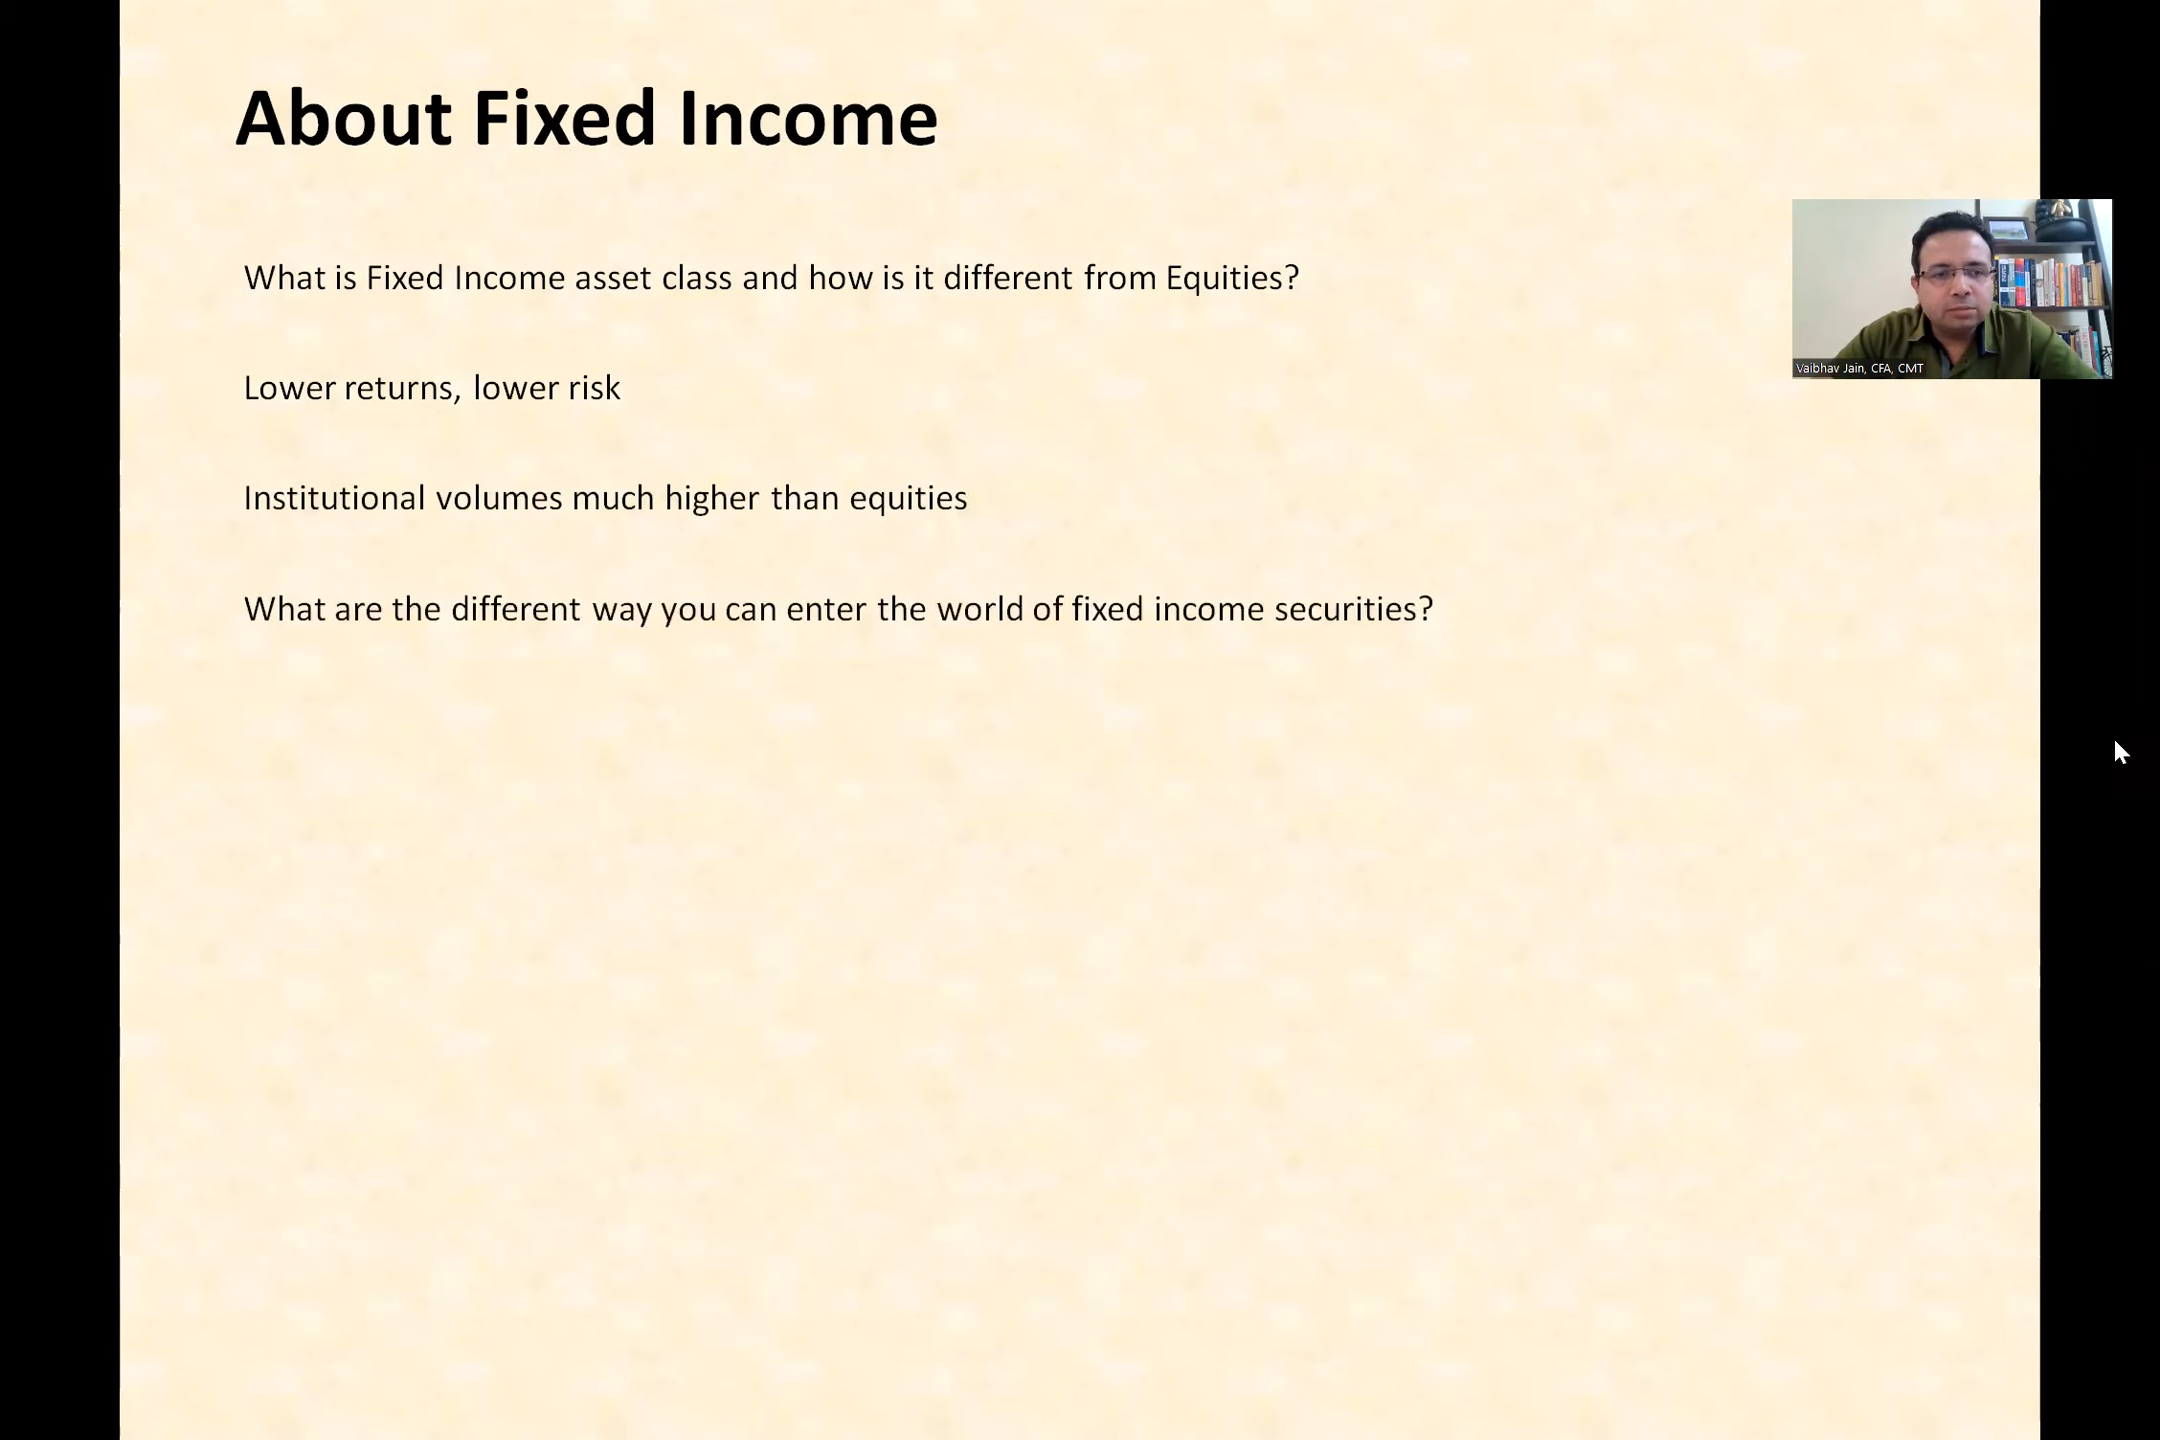 About Fixed Income
What is Fixed Income asset class and how is it different from Equities?
Lower returns, lower risk
Institutional volumes much higher than equities
What are the different way you can enter the world of fixed income securities?
Vaibhav Jain, CFA, CMT